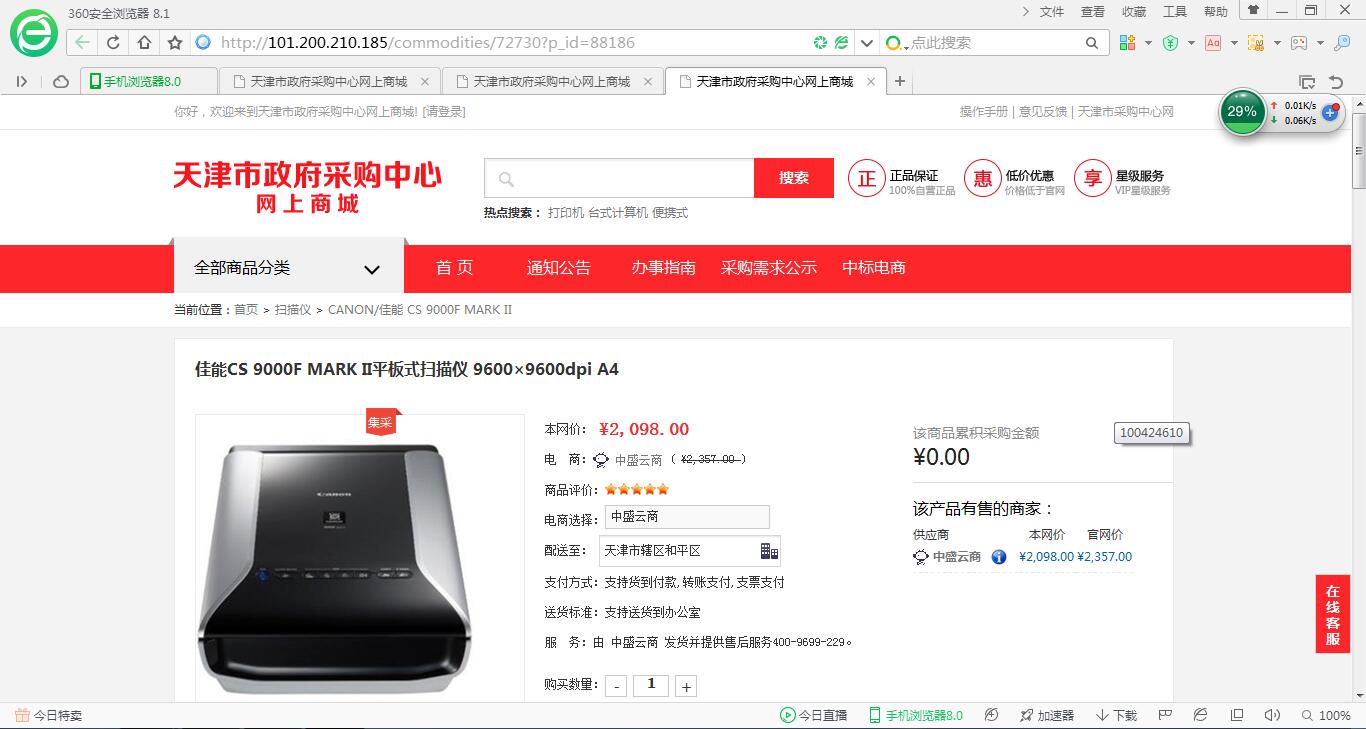 360安全浏览器 8.1
文件 查看 收藏 工具 帮助
http://101.200.210.185/commodities/72730?p_id=88186
点此搜索
手机浏览器8.0 天津市政府采购中心网上商城 天津市政府采购中心网上商城 天津市政府采购中心网上商城
你好，欢迎来到天津市政府采购中心网上商城! [请登录]
操作手册 | 意见反馈 | 天津市采购中心网
29%
0.01K/s
0.06K/s
天津市政府采购中心
网上商城
搜索
热点搜索： 打印机 台式计算机 便携式
正 正品保证
100%自营正品
惠 低价优惠
价格低于官网
享 星级服务
VIP星级服务
全部商品分类 首 页 通知公告 办事指南 采购需求公示 中标电商
当前位置：首页 > 扫描仪 > CANON/佳能 CS 9000F MARK II
佳能CS 9000F MARK II平板式扫描仪 9600×9600dpi A4
集采
Canon
本网价： ¥2,098.00
电 商： 中盛云商 （ ¥2,357.00 ）
商品评价：
电商选择： 中盛云商
配送至： 天津市辖区和平区
支付方式：支持货到付款,转账支付,支票支付
送货标准：支持送货到办公室
服 务：由 中盛云商 发货并提供售后服务400-9699-229。
购买数量： - 1 +
该商品累积采购金额
¥0.00
100424610
该产品有售的商家：
供应商 本网价 官网价
中盛云商 ¥2,098.00 ¥2,357.00
在线客服
今日特卖
今日直播 手机浏览器8.0 加速器 下载 100%